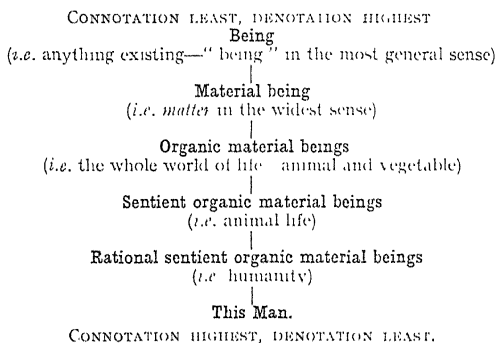 CONNOTATION LEAST, DENOTATION HIGHEST
Being
(i.e. anything existing—“being” in the most general sense)
Material being
(i.e. matter in the widest sense)
Organic material beings
(i.e. the whole world of life animal and vegetable)
Sentient organic material beings
(i.e. animal life)
Rational sentient organic material beings
(i.e. humanity)
This Man.
CONNOTATION HIGHEST, DENOTATION LEAST.